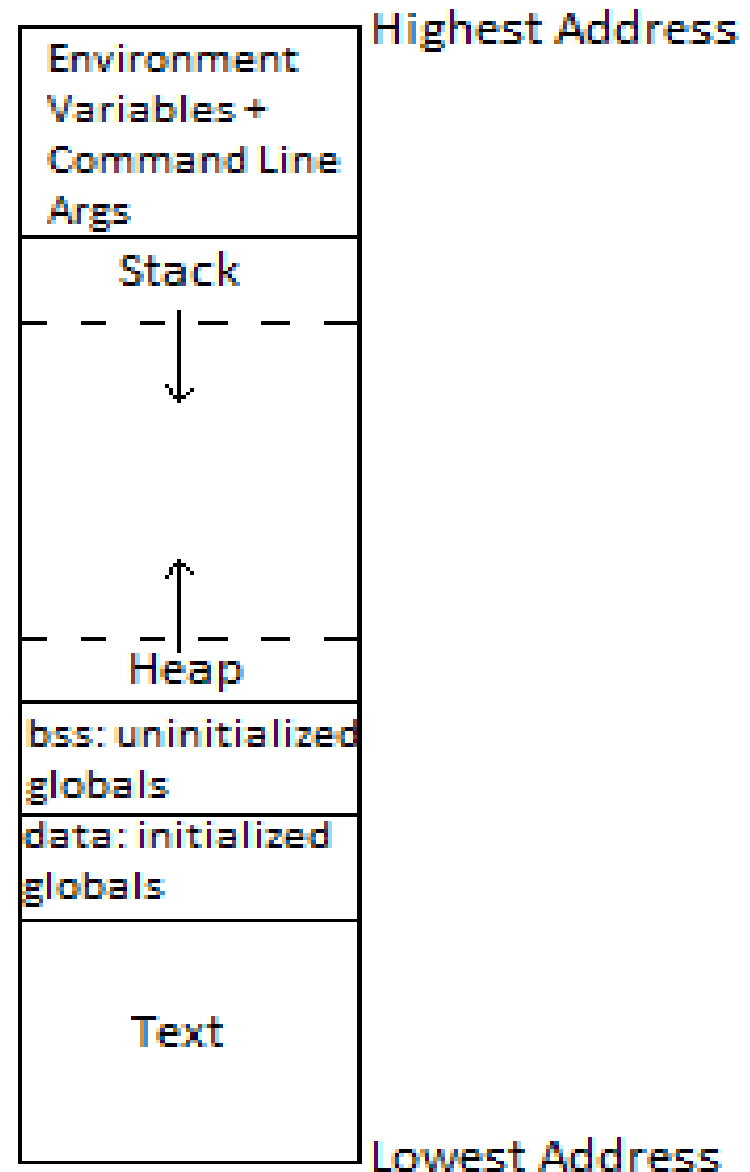 Highest Address
Environment
Variables +
Command Line
Args
Stack
Heap
bss: uninitialized
globals
data: initialized
globals
Text
Lowest Address